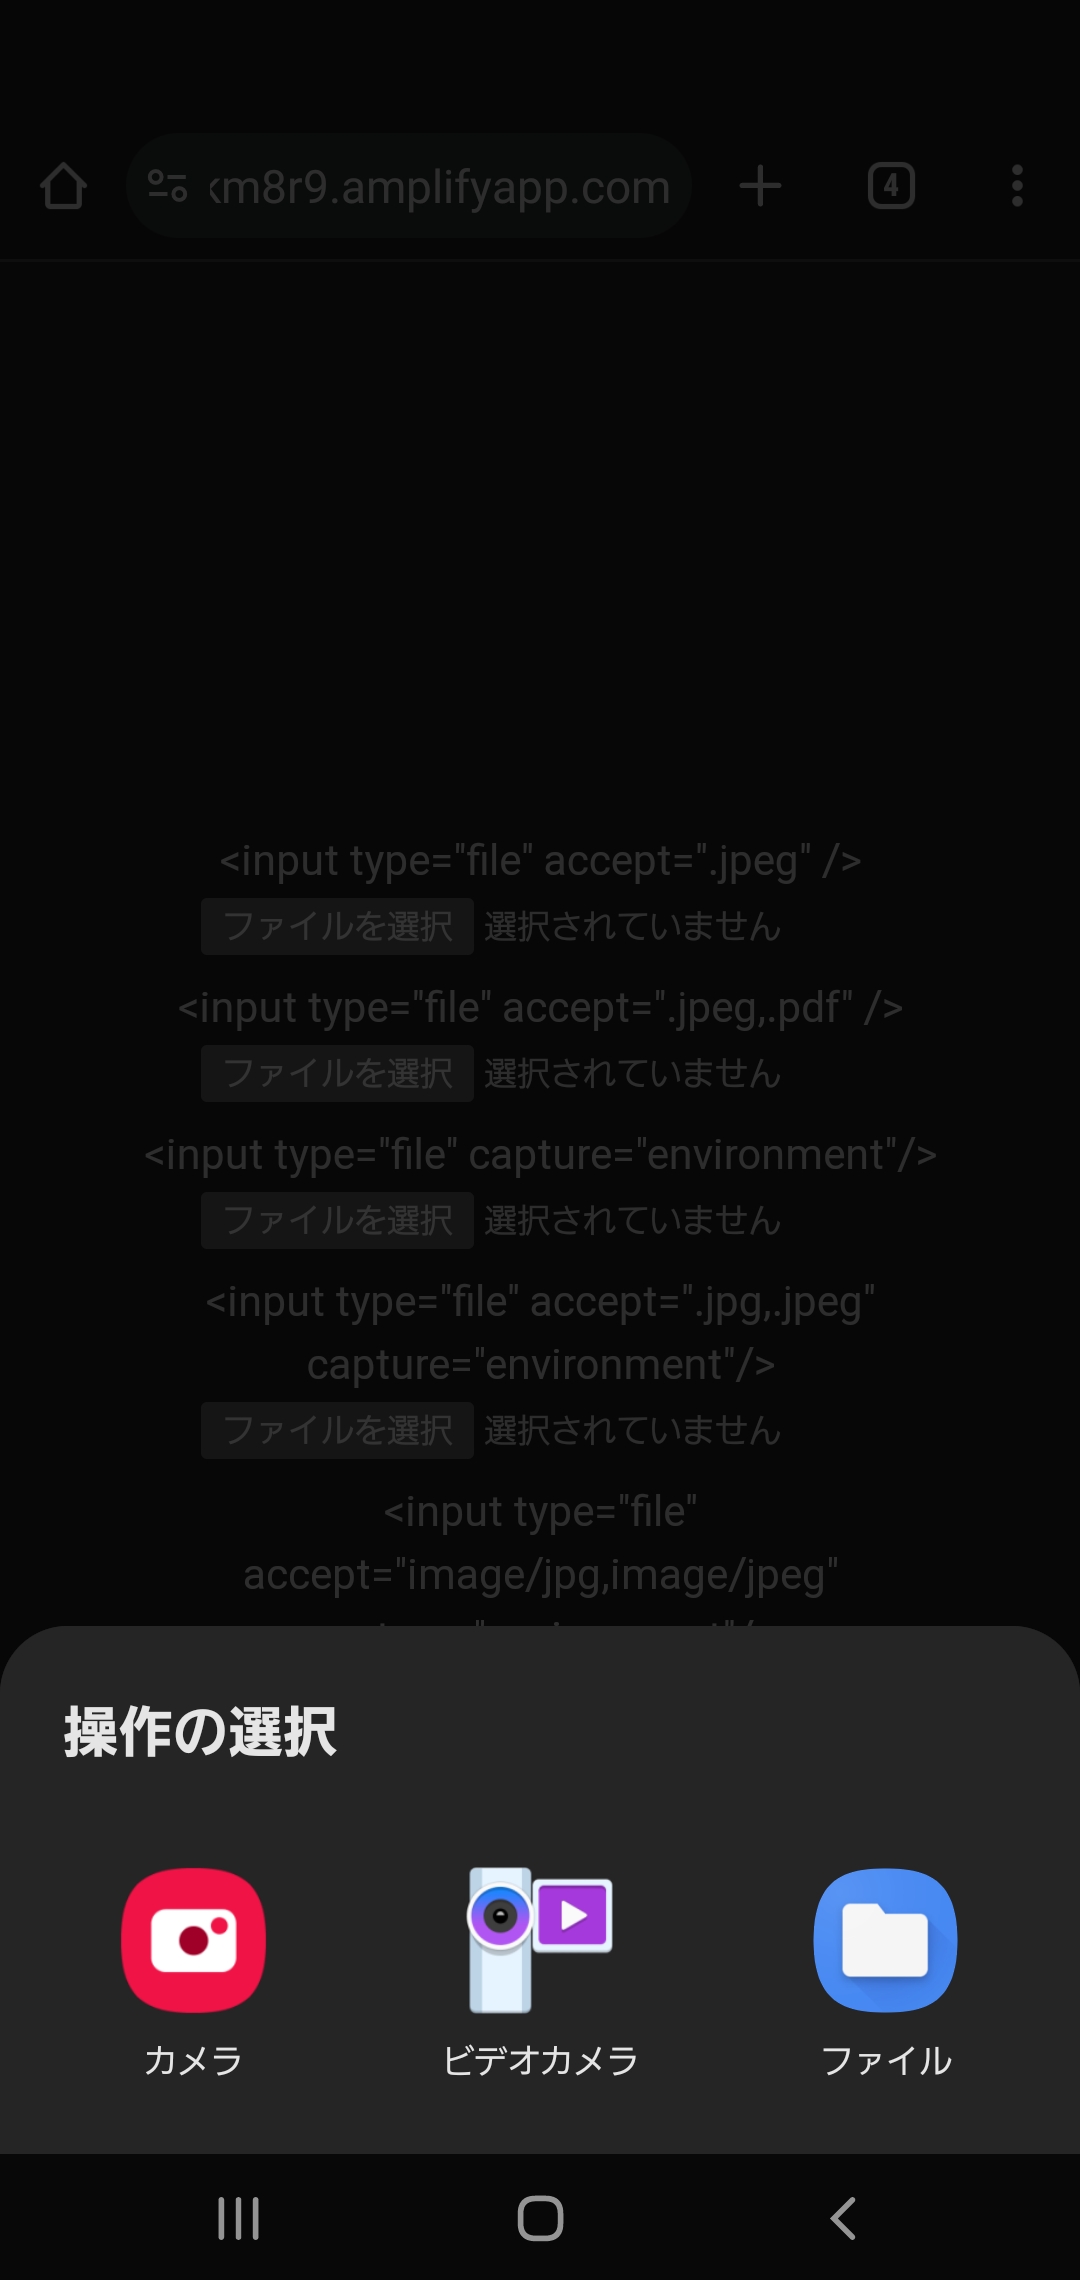 km8r9.amplifyapp.com
4
<input type="file" accept=".jpeg" />
ファイルを選択 選択されていません
<input type="file" accept=".jpeg,.pdf" />
ファイルを選択 選択されていません
<input type="file" capture="environment"/>
ファイルを選択 選択されていません
<input type="file" accept=".jpg,.jpeg"
capture="environment"/>
ファイルを選択 選択されていません
<input type="file"
accept="image/jpg,image/jpeg"
操作の選択
カメラ
ビデオカメラ
ファイル